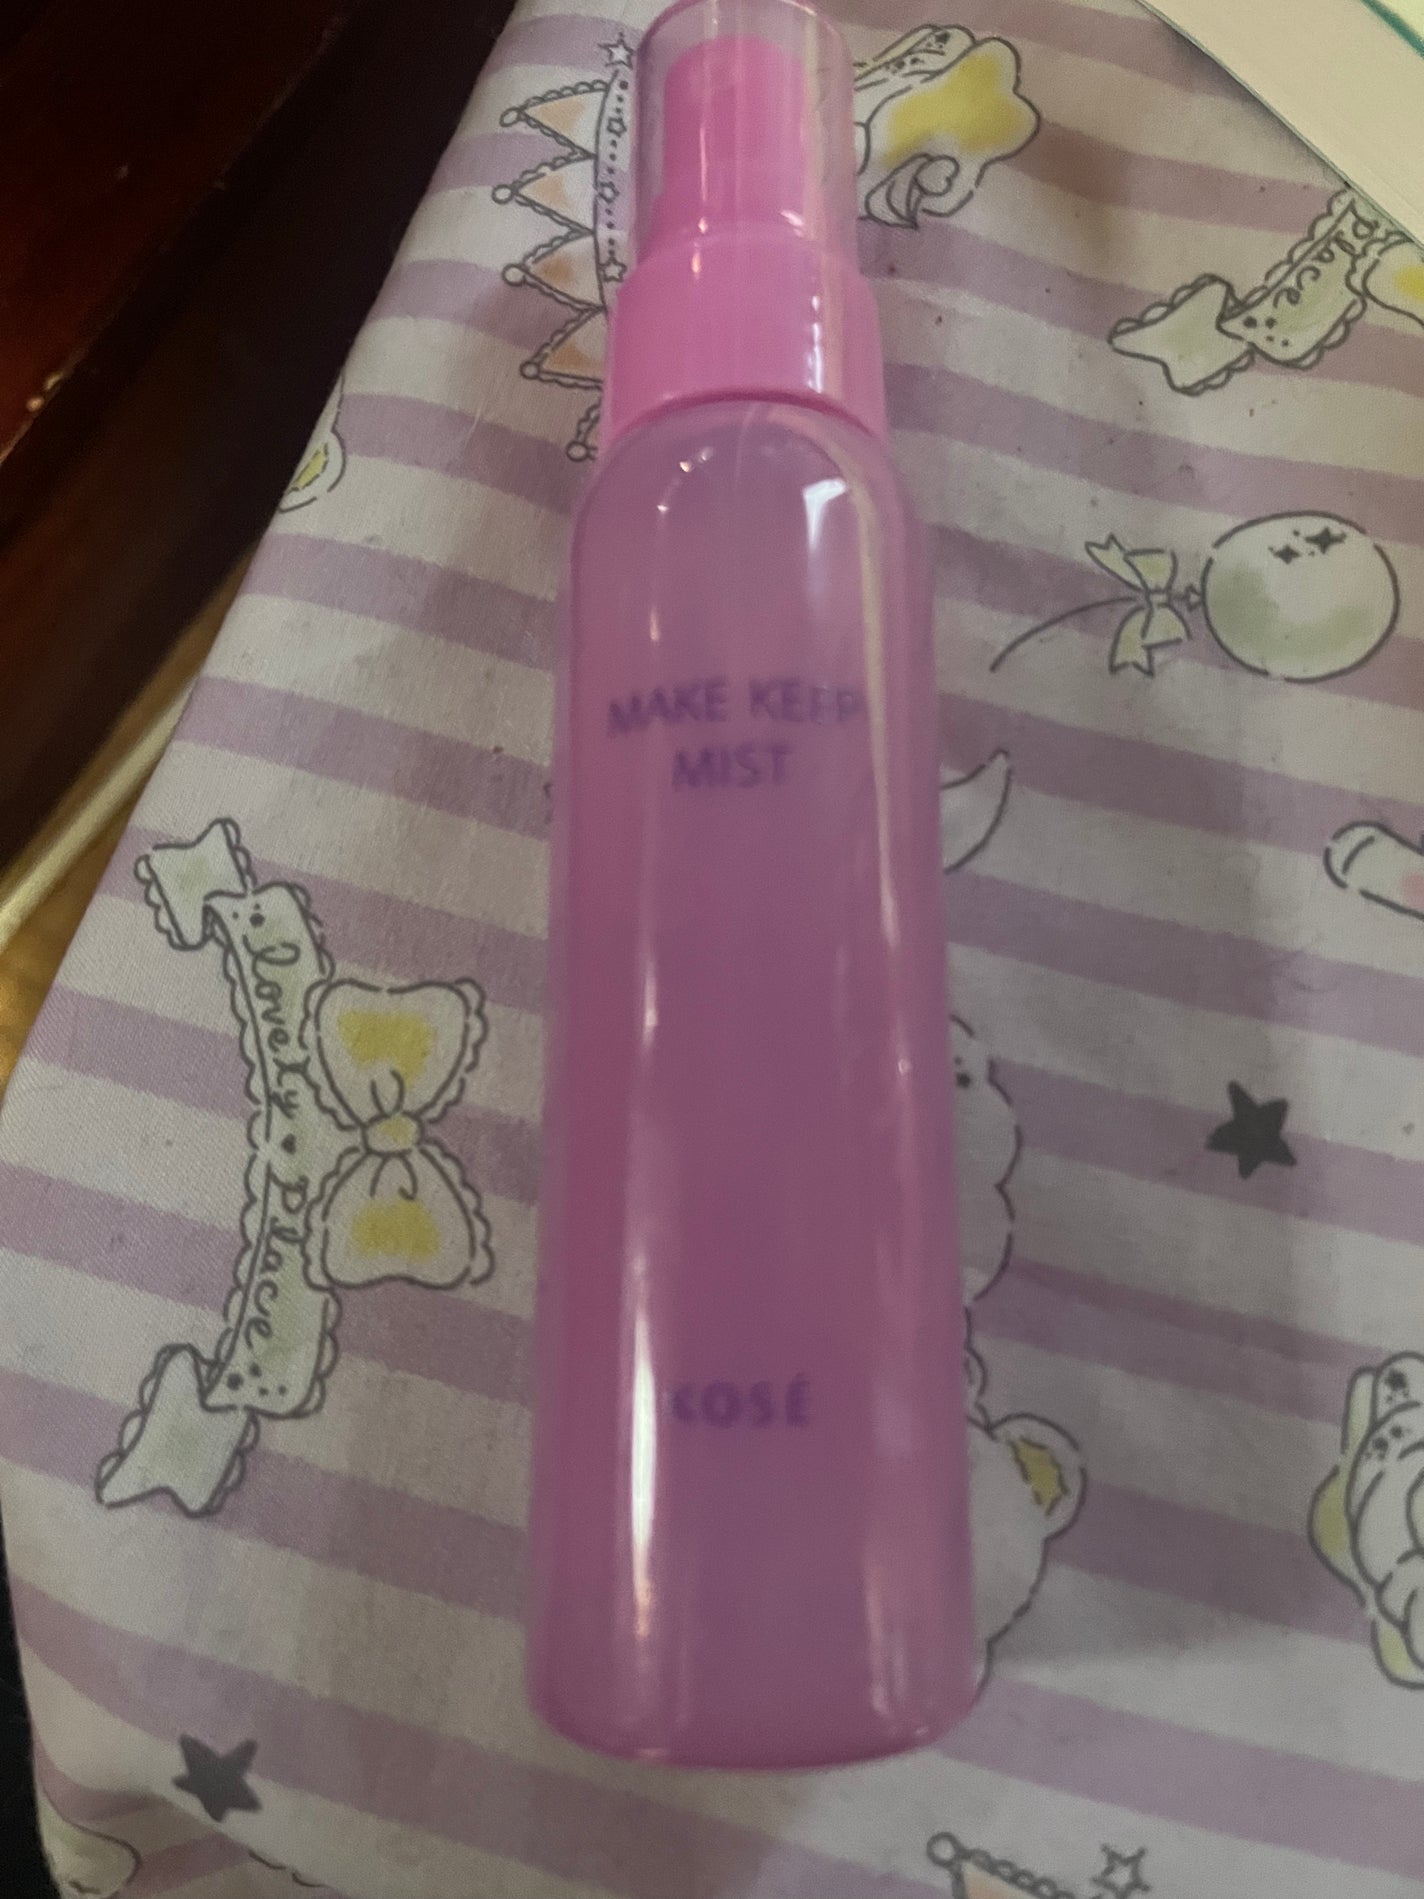 MAKE KEEP
MIST
KOSÉ
lovely ♥ Place
Place